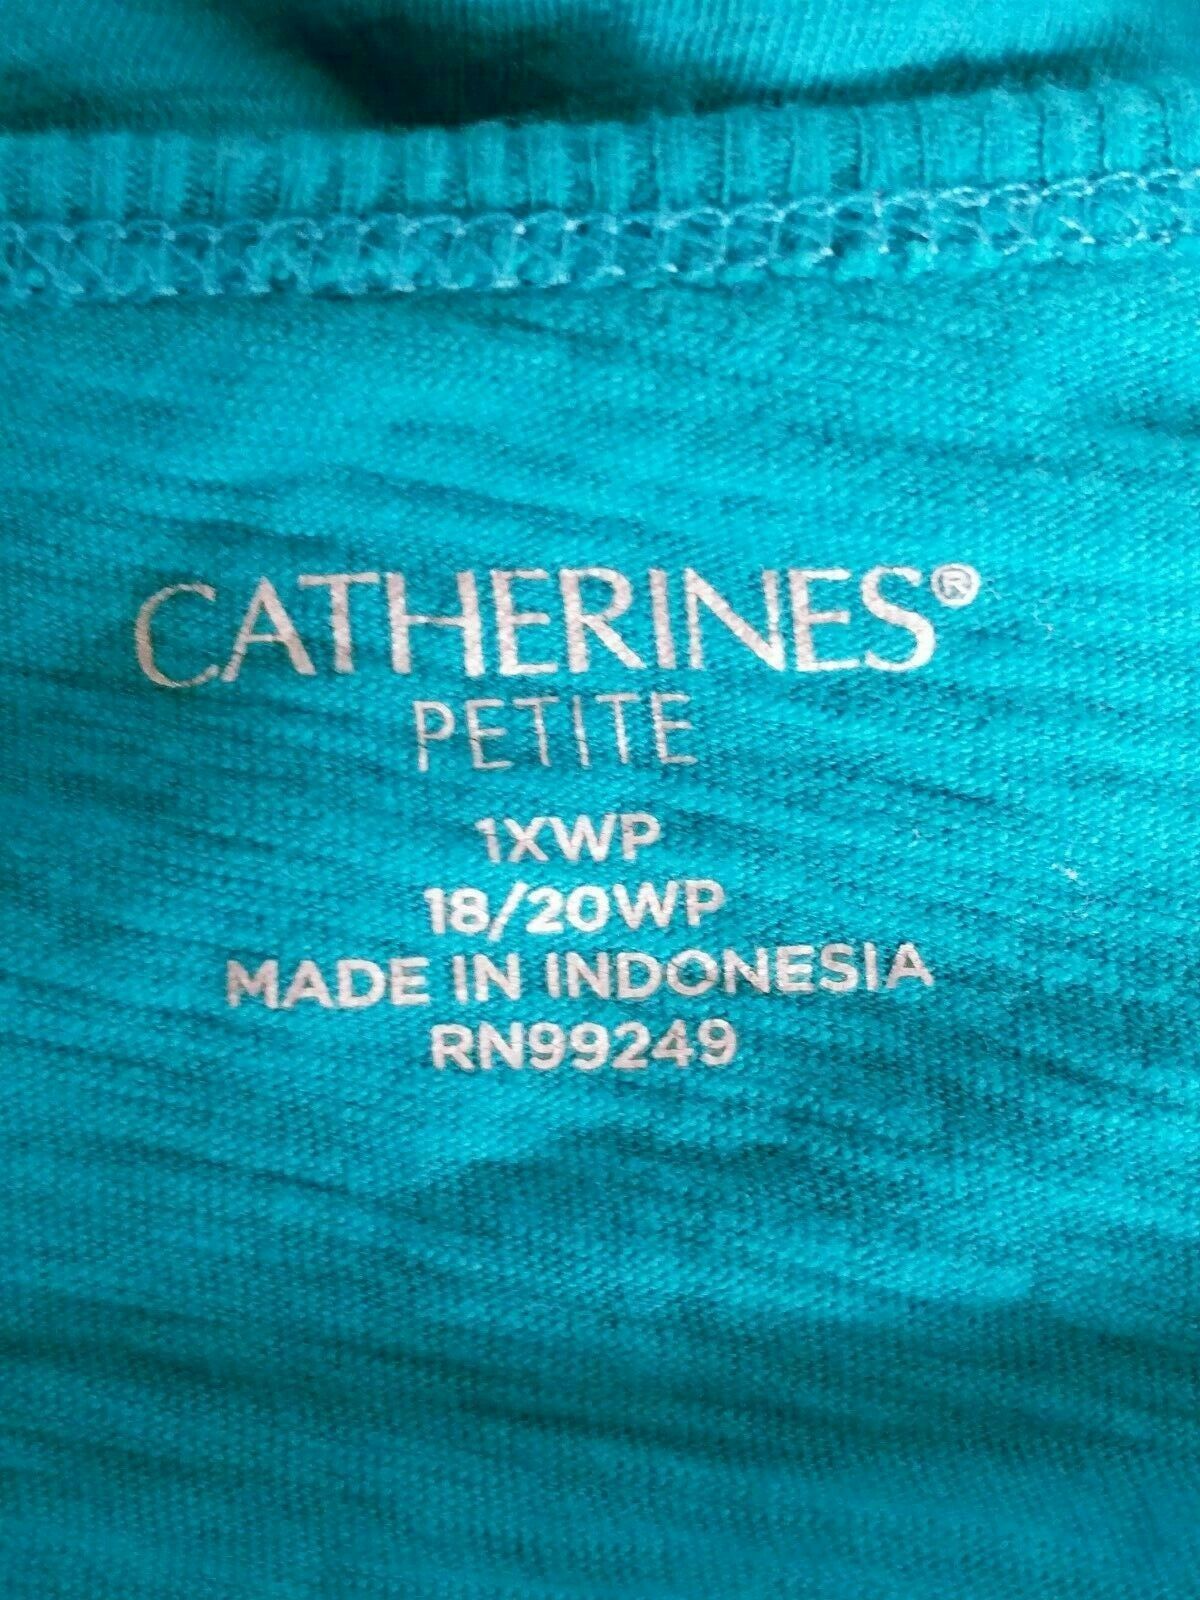 CATHERINES®
PETITE
1XWP
18/20WP
MADE IN INDONESIA
RN99249